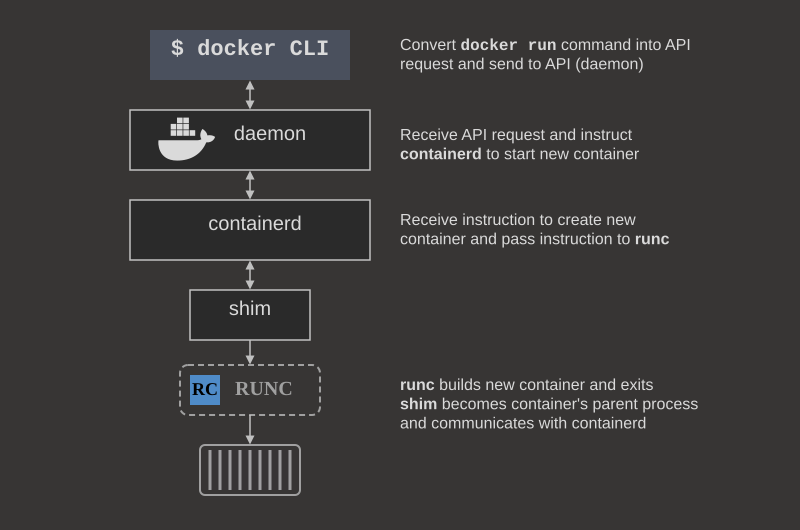 $ docker CLI
Convert docker run command into API
request and send to API (daemon)
daemon
Receive API request and instruct
containerd to start new container
containerd
Receive instruction to create new
container and pass instruction to runc
shim
RC RUNC
runc builds new container and exits
shim becomes container's parent process
and communicates with containerd